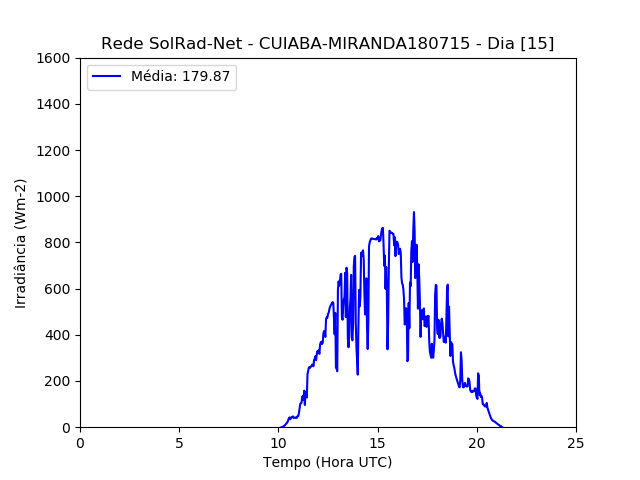 Rede SolRad-Net - CUIABA-MIRANDA180715 - Dia [15]
Média: 179.87
Irradiância (Wm-2)
1600
1400
1200
1000
800
600
400
200
0
0 5 10 15 20 25
Tempo (Hora UTC)